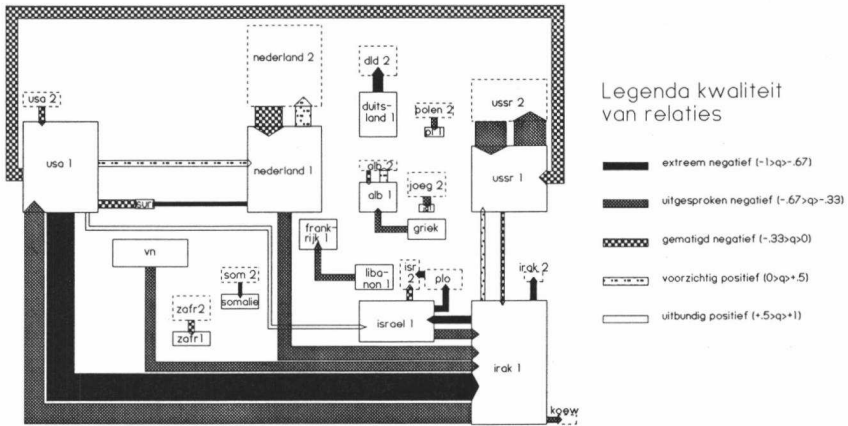 nederland 2
dld 2
usa 2
duits-
land 1
polen 2
pl 1
ussr 2
usa 1
nederland 1
ussr 1
alb 2
alb 1
joeg 2
sur
frank-
rijk 1
griek
vn
som 2
somalie
liba-
non 1
isr
2
plo
irak 2
zafr2
zafr1
israel 1
irak 1
koew
Legenda kwaliteit
van relaties
extreem negatief (-1>q>-.67)
uitgesproken negatief (-.67>q>-.33)
gematigd negatief (-.33>q>0)
voorzichtig positief (0>q>+.5)
uitbundig positief (+.5>q>+1)